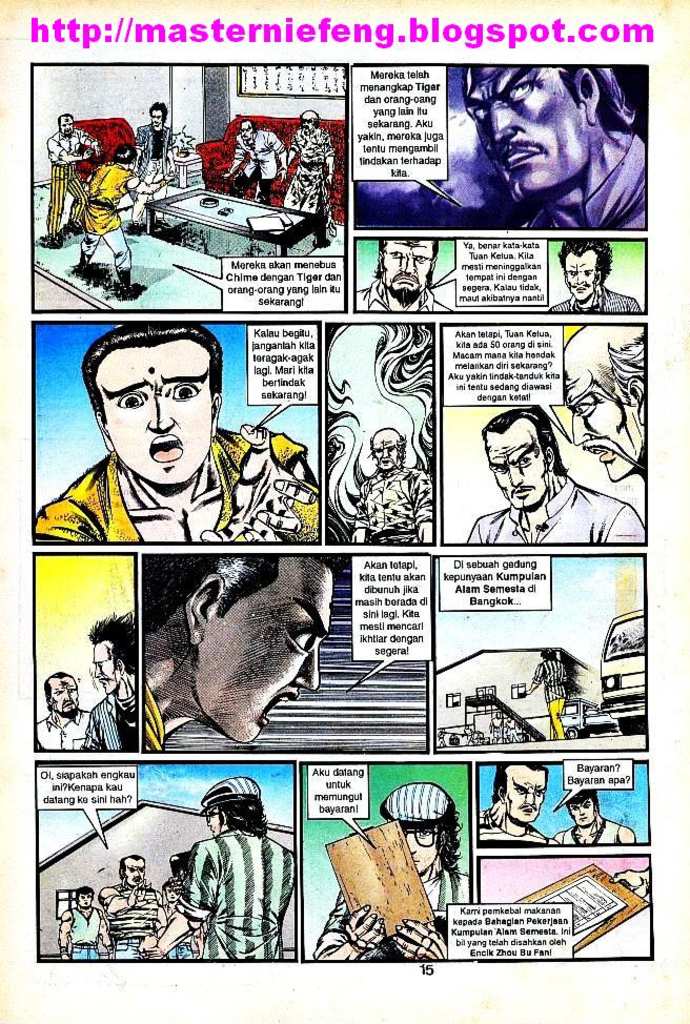 http://masterniefeng.blogspot.com
Mereka akan menebus
Chime dengan Tiger dan
orang-orang yang lain itu
sekarang!
Mereka telah
menangkap Tiger
dan orang-oang
yang lain itu
sekarang. Aku
yakin, mereka juga
mengambil
tindakan terhadap
kita.
Ya, benar kata-kata
Tuan Kelua. Kita
mesti meninggalkan
tempat ini dengan
segera. Kalau tidak,
maut akibatnya nanti!
Kalau begitu,
janganlah kita
teragak-agak
lagi. Mari kita
bertindak
sekarang!
Akan tetapi, Tuan Kelua,
kita ada 50 orang di sini.
Macam mana kita hendak
melarikan diri sekarang?
Aku yakin tindak-tanduk kita
ini tentu sedang diawasi
dengan ketat!
Akan tetapi,
kita tentu akan
dibunuh jika
masih berada di
sini. Kita
mesti mencari
ikhtiar dengan
segera!
Di sebuah gedung
kepunyaan Kumpulan
Alam Semesta di
Bangkok...
Oi, siapakah engkau
ini?Kenapa kau
datang ke sini hah?
Aku datang
untuk
memungut
bayaran!
Bayaran?
Bayaran apa?
Kami pembekal makanan
kepada Bahagian Pekerjaan
Kumpulan Alam Semesta. Ini
bil yang telah disahkan oleh
Encik Zhou Bu Fan!
15